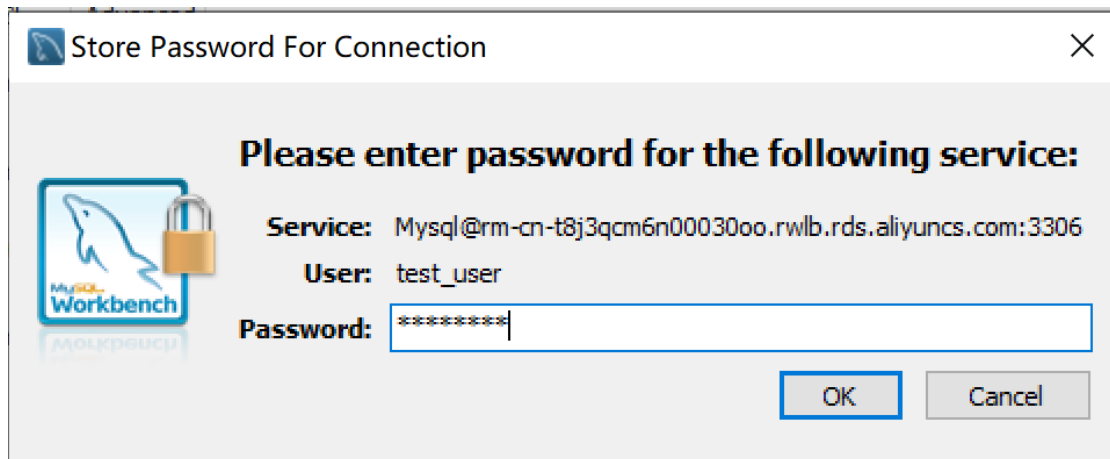 Store Password For Connection
Please enter password for the following service:
Service: Mysql@rm-cn-t8j3qcm6n00030oo.rwlb.rds.aliyuncs.com:3306
User: test_user
Password: ********
MySQL
Workbench
OK Cancel